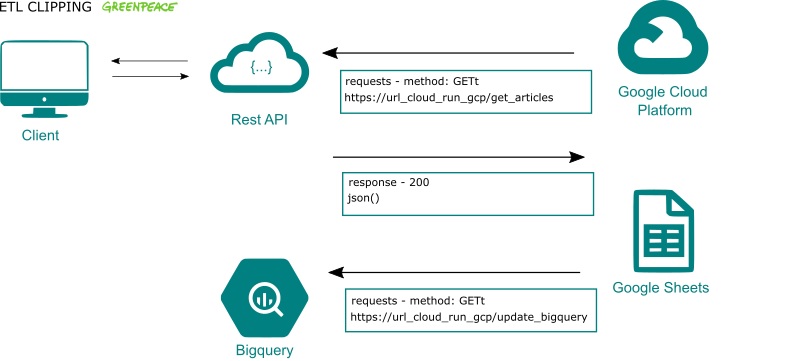 ETL CLIPPING GREENPEACE
{...}
Rest API
Client
requests - method: GETt
https://url_cloud_run_gcp/get_articles
Google Cloud
Platform
response - 200
json()
Google Sheets
requests - method: GETt
https://url_cloud_run_gcp/update_bigquery
Bigquery